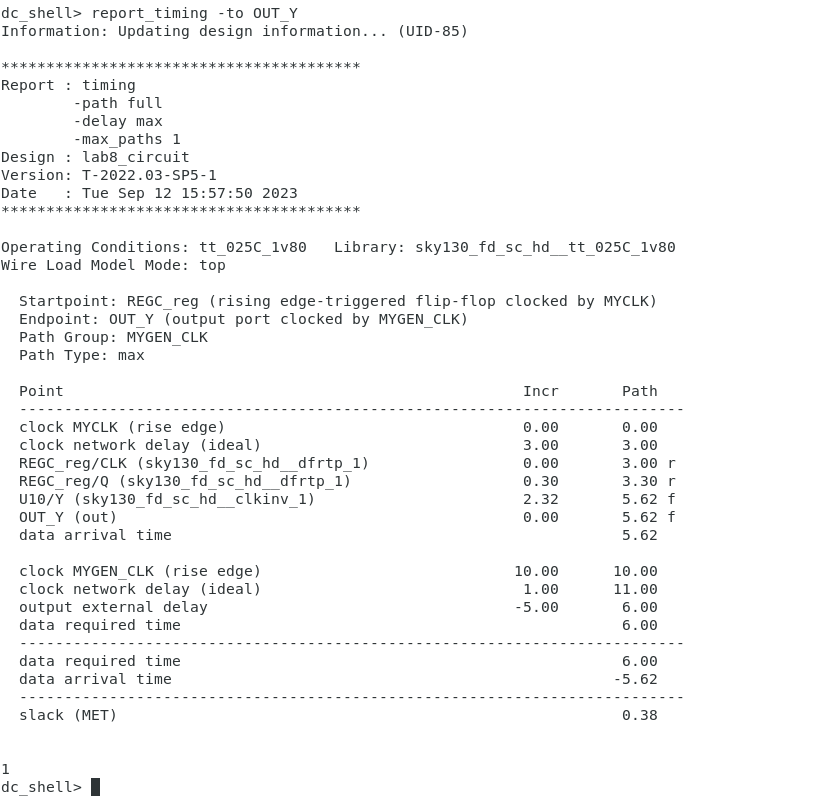 dc_shell> report_timing -to OUT_Y
Information: Updating design information... (UID-85)

****************************************
Report : timing
        -path full
        -delay max
        -max_paths 1
Design : lab8_circuit
Version: T-2022.03-SP5-1
Date   : Tue Sep 12 15:57:50 2023
****************************************

Operating Conditions: tt_025C_1v80   Library: sky130_fd_sc_hd__tt_025C_1v80
Wire Load Model Mode: top

  Startpoint: REGC_reg (rising edge-triggered flip-flop clocked by MYCLK)
  Endpoint: OUT_Y (output port clocked by MYGEN_CLK)
  Path Group: MYGEN_CLK
  Path Type: max

  Point                                                   Incr       Path
  --------------------------------------------------------------------------
  clock MYCLK (rise edge)                                 0.00       0.00
  clock network delay (ideal)                             3.00       3.00
  REGC_reg/CLK (sky130_fd_sc_hd__dfrtp_1)                 0.00       3.00 r
  REGC_reg/Q (sky130_fd_sc_hd__dfrtp_1)                   0.30       3.30 r
  U10/Y (sky130_fd_sc_hd__clkinv_1)                       2.32       5.62 f
  OUT_Y (out)                                             0.00       5.62 f
  data arrival time                                                  5.62

  clock MYGEN_CLK (rise edge)                            10.00      10.00
  clock network delay (ideal)                             1.00      11.00
  output external delay                                  -5.00       6.00
  data required time                                                 6.00
  --------------------------------------------------------------------------
  data required time                                                 6.00
  data arrival time                                                 -5.62
  --------------------------------------------------------------------------
  slack (MET)                                                        0.38


1
dc_shell>